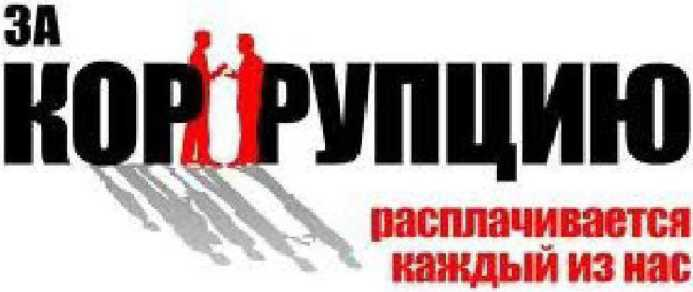 ЗА
КОРРУПЦИЮ
расплачивается
каждый из нас